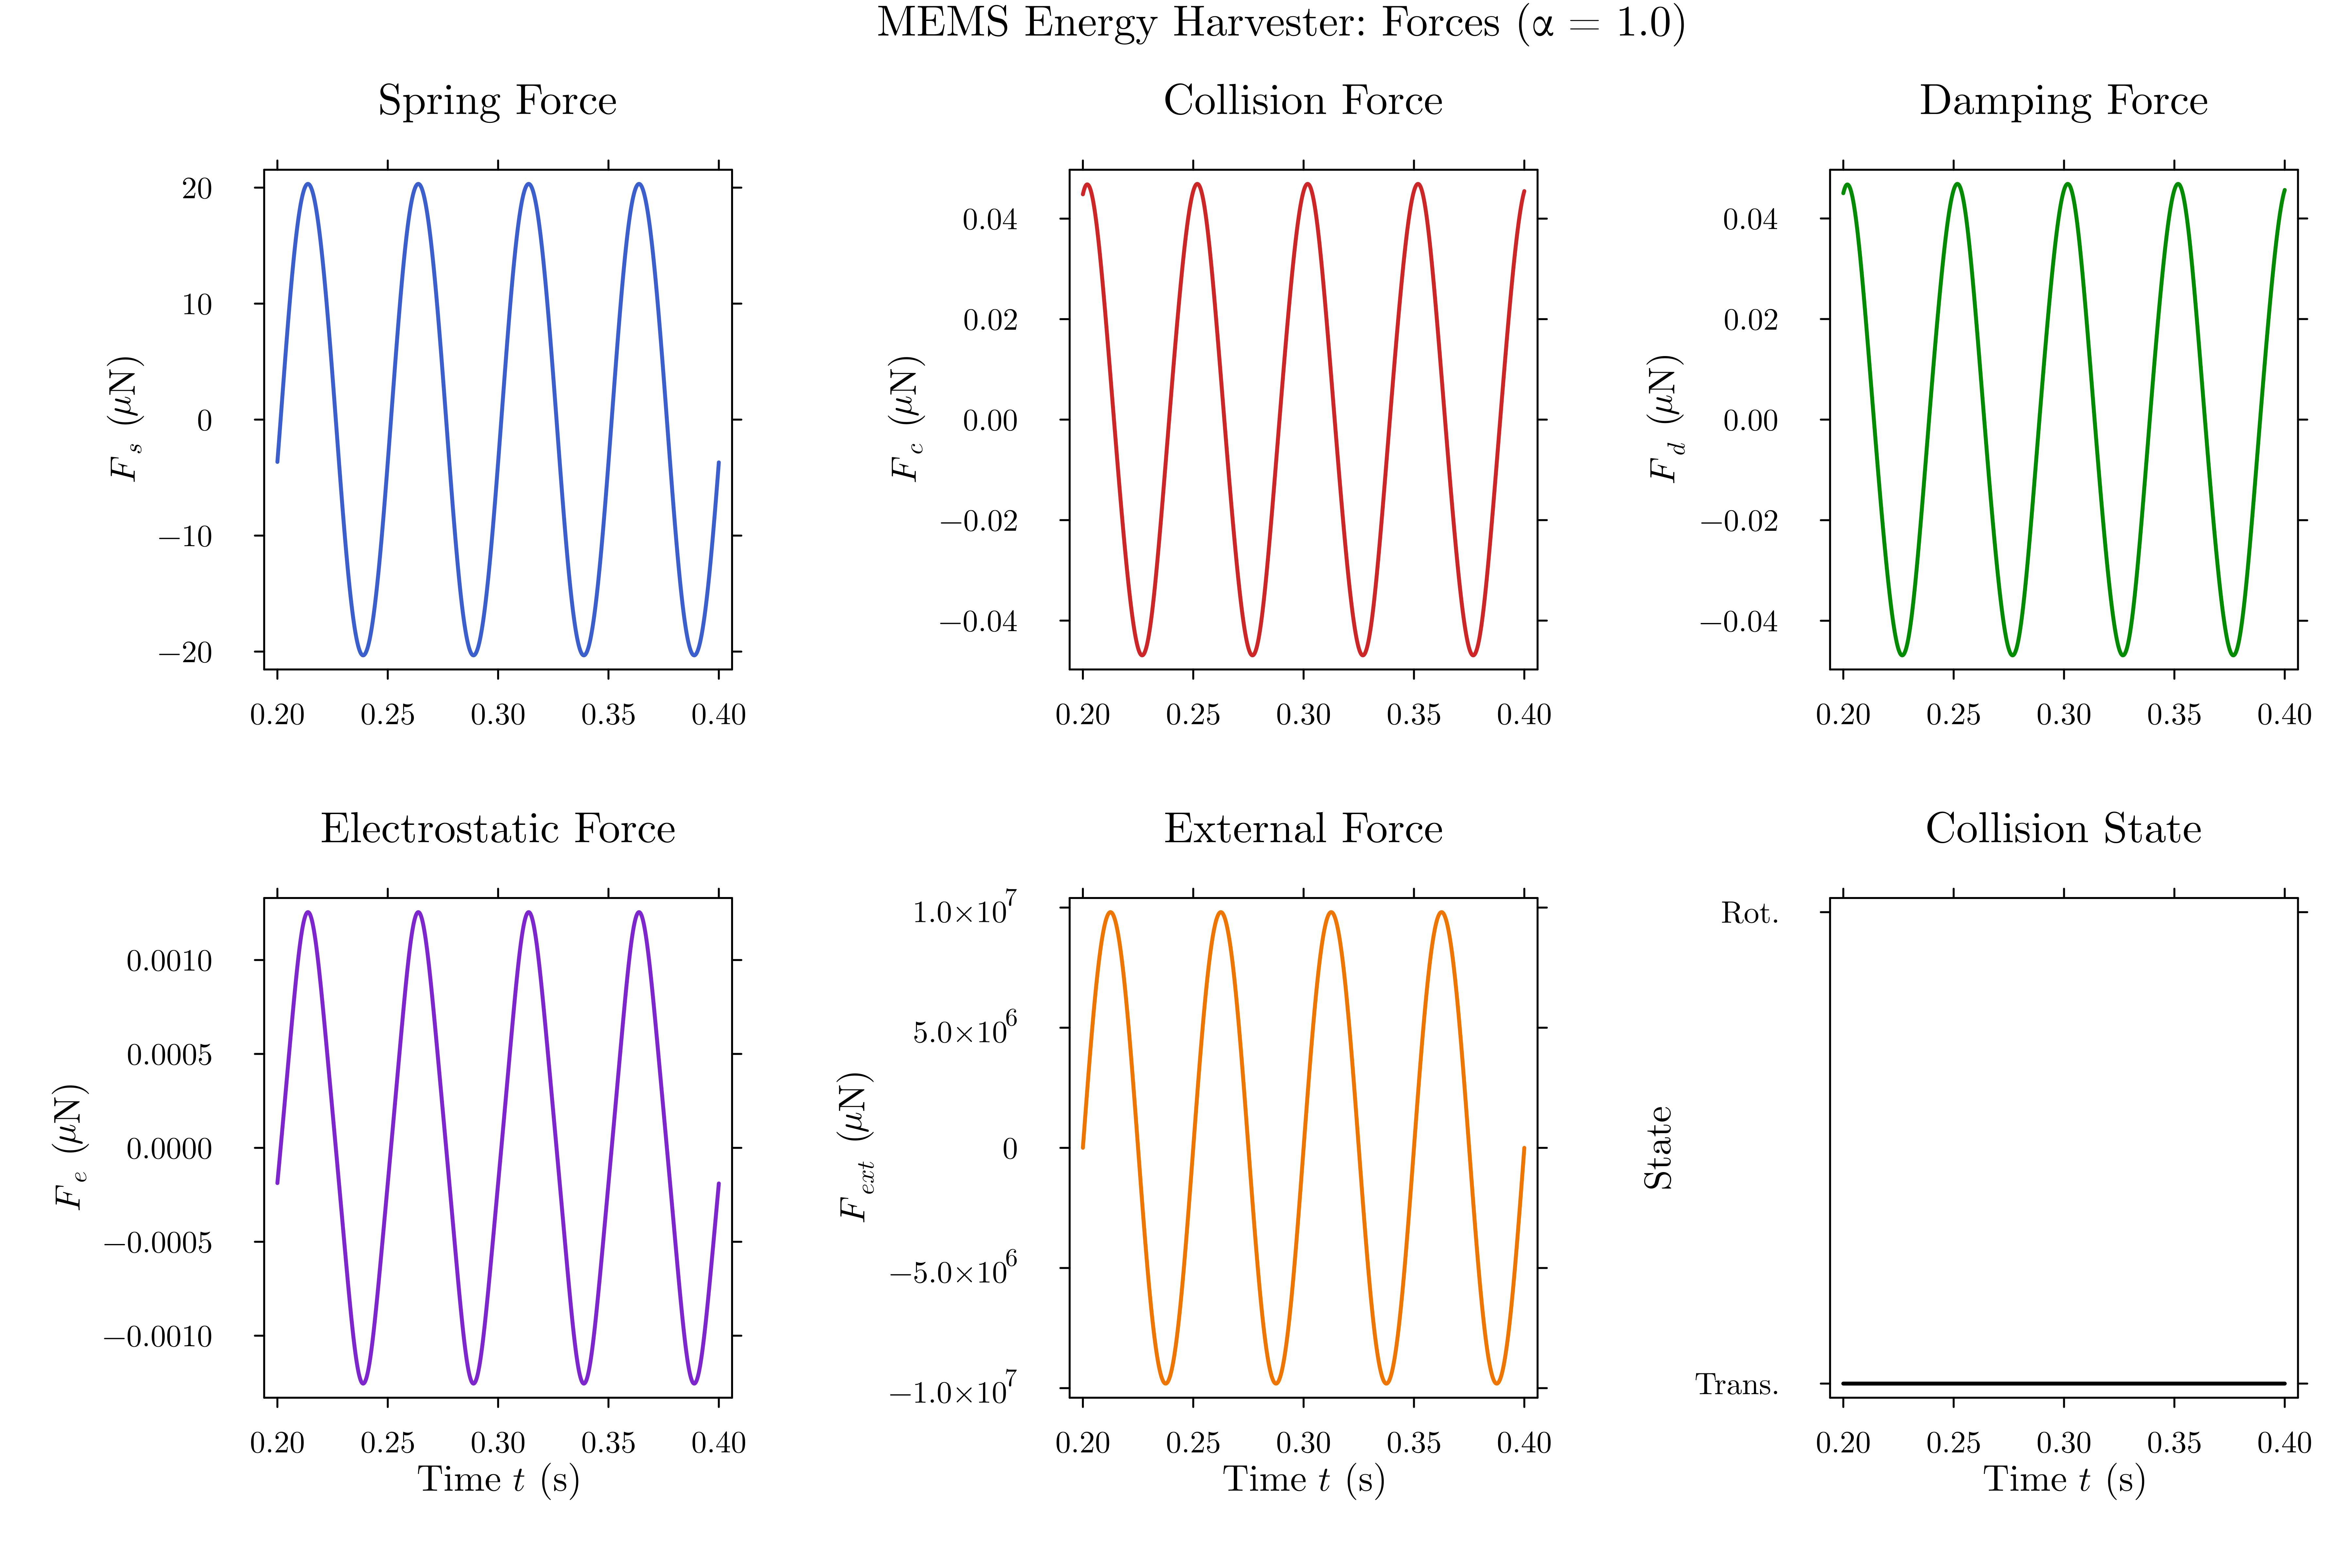 MEMS Energy Harvester: Forces (α = 1.0)
Spring Force
Collision Force
Damping Force
F_s (μN)
20
10
0
−10
−20
0.20 0.25 0.30 0.35 0.40
F_c (μN)
0.04
0.02
0.00
−0.02
−0.04
0.20 0.25 0.30 0.35 0.40
F_d (μN)
0.04
0.02
0.00
−0.02
−0.04
0.20 0.25 0.30 0.35 0.40
Electrostatic Force
External Force
Collision State
F_e (μN)
0.0010
0.0005
0.0000
−0.0005
−0.0010
0.20 0.25 0.30 0.35 0.40
Time t (s)
F_ext (μN)
1.0×10^7
5.0×10^6
0
−5.0×10^6
−1.0×10^7
0.20 0.25 0.30 0.35 0.40
Time t (s)
State
Rot.
Trans.
0.20 0.25 0.30 0.35 0.40
Time t (s)